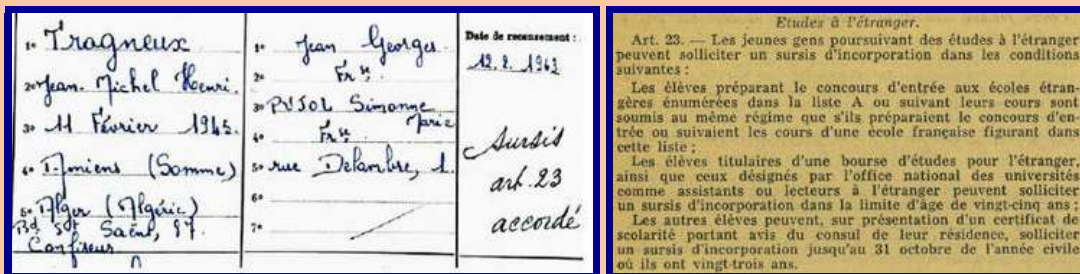 1° Tragneux
2° Jean. Michel Henri.
3° 11 Février 1945.
4° Amiens (Somme)
5° Alger (Algérie)
Bd. Saëns, 87.
Confiseur
1° Jean Georges
2° Frse
3° PUJOL Simonne
Marie
4° Frse
5° rue Delambre, 1.
6°
7°
Date de recensement :
12.2.1963
Sursis
art. 23
accordé
Etudes à l'étranger.
Art. 23. — Les jeunes gens poursuivant des études à l'étranger
peuvent solliciter un sursis d'incorporation dans les conditions
suivantes :
Les élèves préparant le concours d'entrée aux écoles étran-
gères énumérées dans la liste A ou suivant leurs cours sont
soumis au même régime que s'ils préparaient le concours d'en-
trée ou suivaient les cours d'une école française figurant dans
cette liste ;
Les élèves titulaires d'une bourse d'études pour l'étranger,
ainsi que ceux désignés par l'office national des universités
comme assistants ou lecteurs à l'étranger peuvent solliciter
un sursis d'incorporation dans la limite d'âge de vingt-cinq ans ;
Les autres élèves peuvent, sur présentation d'un certificat de
scolarité portant avis du consul de leur résidence, solliciter
un sursis d'incorporation jusqu'au 31 octobre de l'année civile
où ils ont vingt-trois ans.